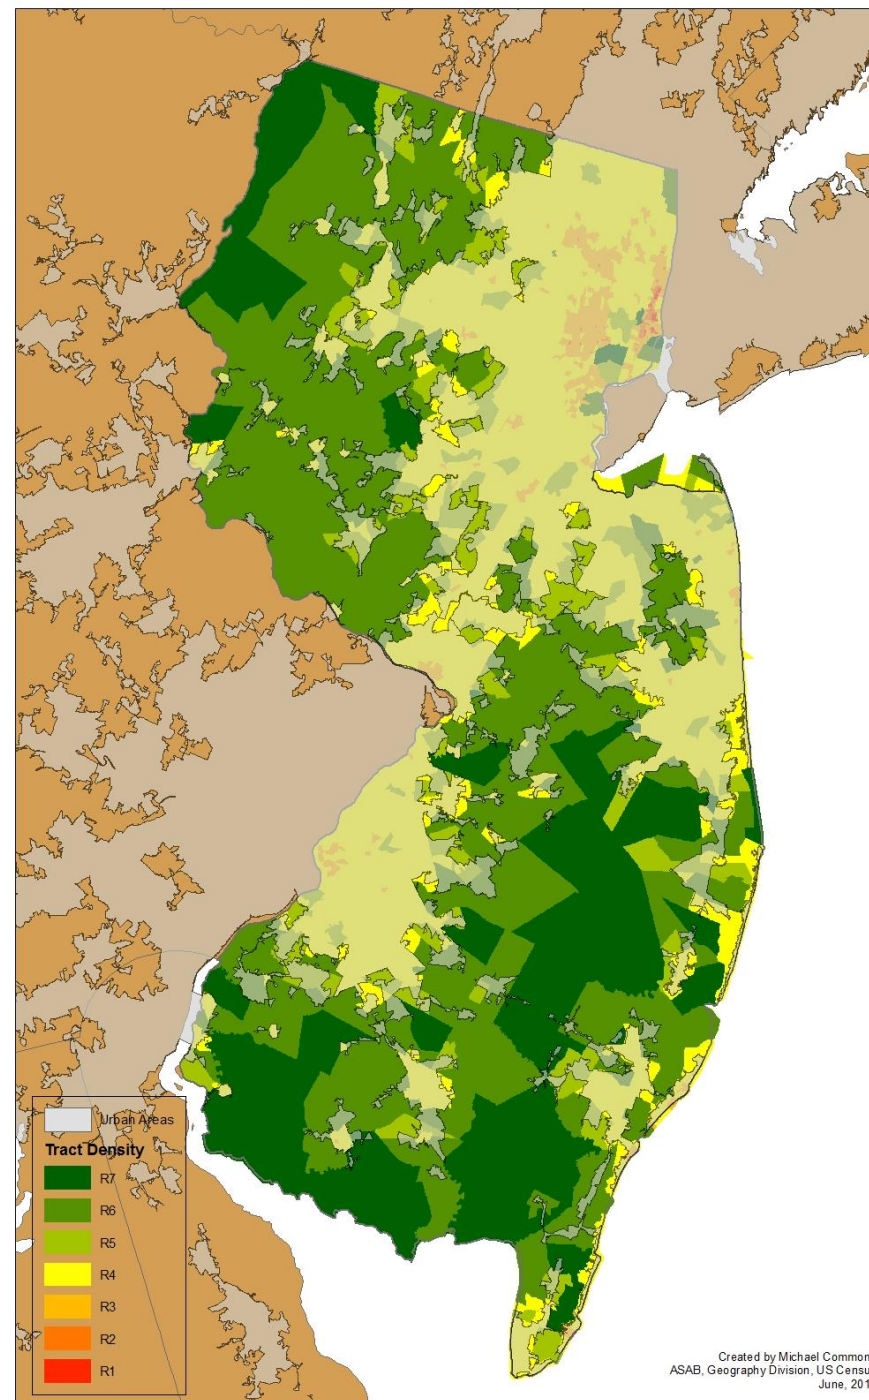 Urban Areas
Tract Density
R7
R6
R5
R4
R3
R2
R1
Created by Michael Common
ASAB, Geography Division, US Censu
June, 201